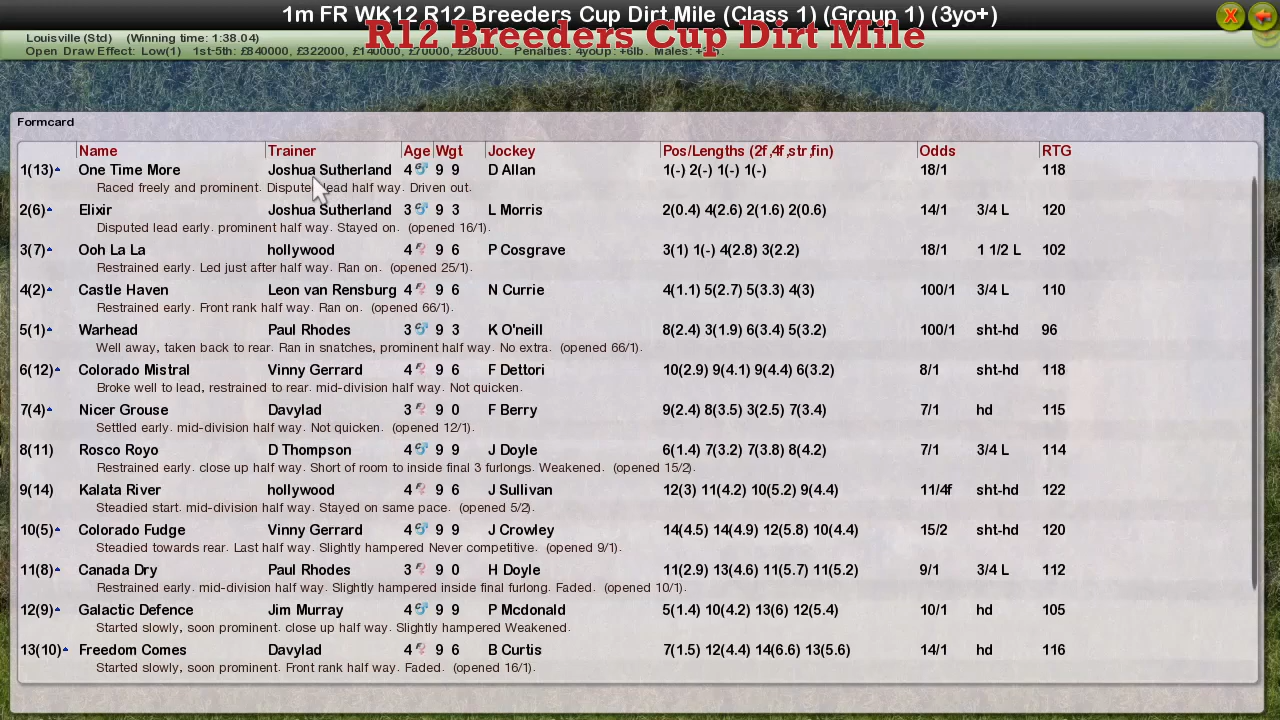 1m FR WK12 R12 Breeders Cup Dirt Mile (Class 1) (Group 1) (3yo+)
R12 Breeders Cup Dirt Mile
Louisville (Std) (Winning time: 1:38.04)
Open Draw Effect: Low(1) 1st-5th: £840000, £322000, £140000, £70000, £28000. Penalties: 4yoUp: +6lb. Males:
Formcard
Name Trainer Age Wgt Jockey Pos/Lengths (2f,4f,str,fin) Odds RTG
1(13) One Time More Joshua Sutherland 4 9 9 D Allan 1(-) 2(-) 1(-) 1(-) 18/1 118
Raced freely and prominent. Disputed lead half way. Driven out.
2(6) Elixir Joshua Sutherland 3 9 3 L Morris 2(0.4) 4(2.6) 2(1.6) 2(0.6) 14/1 3/4 L 120
Disputed lead early. prominent half way. Stayed on. (opened 16/1).
3(7) Ooh La La hollywood 4 9 6 P Cosgrave 3(1) 1(-) 4(2.8) 3(2.2) 18/1 1 1/2 L 102
Restrained early. Led just after half way. Ran on. (opened 25/1).
4(2) Castle Haven Leon van Rensburg 4 9 6 N Currie 4(1.1) 5(2.7) 5(3.3) 4(3) 100/1 3/4 L 110
Restrained early. Front rank half way. Ran on. (opened 66/1).
5(1) Warhead Paul Rhodes 3 9 3 K O'neill 8(2.4) 3(1.9) 6(3.4) 5(3.2) 100/1 sht-hd 96
Well away, taken back to rear. Ran in snatches, prominent half way. No extra. (opened 66/1).
6(12) Colorado Mistral Vinny Gerrard 4 9 6 F Dettori 10(2.9) 9(4.1) 9(4.4) 6(3.2) 8/1 sht-hd 118
Broke well to lead, restrained to rear. mid-division half way. Not quicken.
7(4) Nicer Grouse Davylad 3 9 0 F Berry 9(2.4) 8(3.5) 3(2.5) 7(3.4) 7/1 hd 115
Settled early. mid-division half way. Not quicken. (opened 12/1).
8(11) Rosco Royo D Thompson 4 9 9 J Doyle 6(1.4) 7(3.2) 7(3.8) 8(4.2) 7/1 3/4 L 114
Restrained early. close up half way. Short of room to inside final 3 furlongs. Weakened. (opened 15/2).
9(14) Kalata River hollywood 4 9 6 J Sullivan 12(3) 11(4.2) 10(5.2) 9(4.4) 11/4f sht-hd 122
Steadied start. mid-division half way. Stayed on same pace. (opened 5/2).
10(5) Colorado Fudge Vinny Gerrard 4 9 9 J Crowley 14(4.5) 14(4.9) 12(5.8) 10(4.4) 15/2 sht-hd 120
Steadied towards rear. Last half way. Slightly hampered Never competitive. (opened 9/1).
11(8) Canada Dry Paul Rhodes 3 9 0 H Doyle 11(2.9) 13(4.6) 11(5.7) 11(5.2) 9/1 3/4 L 112
Restrained early. mid-division half way. Slightly hampered inside final furlong. Faded. (opened 10/1).
12(9) Galactic Defence Jim Murray 4 9 9 P Mcdonald 5(1.4) 10(4.2) 13(6) 12(5.4) 10/1 hd 105
Started slowly, soon prominent. close up half way. Slightly hampered Weakened.
13(10) Freedom Comes Davylad 4 9 6 B Curtis 7(1.5) 12(4.4) 14(6.6) 13(5.6) 14/1 hd 116
Started slowly, soon prominent. Front rank half way. Faded. (opened 16/1).